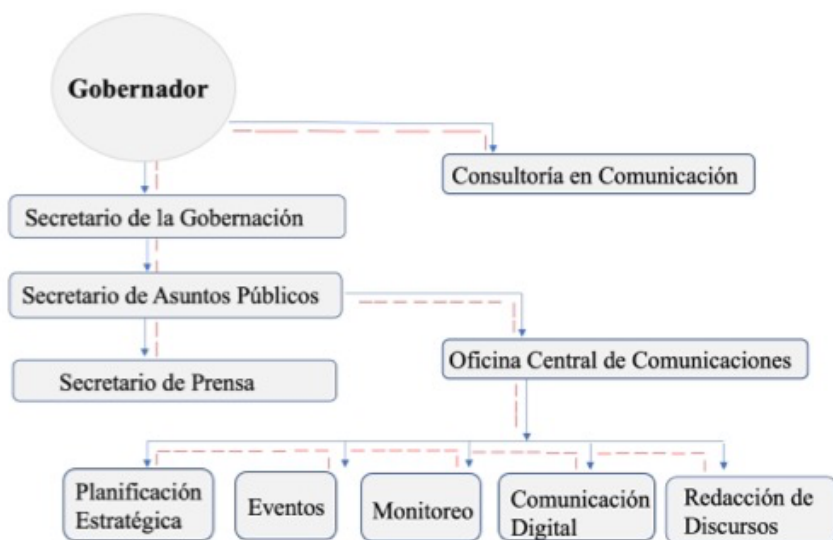 Gobernador
Consultoría en Comunicación
Secretario de la Gobernación
Secretario de Asuntos Públicos
Oficina Central de Comunicaciones
Secretario de Prensa
Planificación
Estratégica
Eventos
Monitoreo
Comunicación
Digital
Redacción de
Discursos